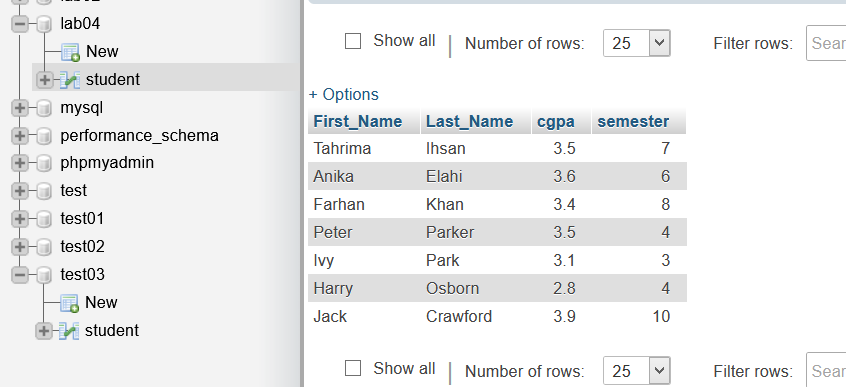 lab04
New
student
mysql
performance_schema
phpmyadmin
test
test01
test02
test03
New
student
Show all | Number of rows: 25 Filter rows: Sear
+ Options
First_Name Last_Name cgpa semester
Tahrima Ihsan 3.5 7
Anika Elahi 3.6 6
Farhan Khan 3.4 8
Peter Parker 3.5 4
Ivy Park 3.1 3
Harry Osborn 2.8 4
Jack Crawford 3.9 10
Show all | Number of rows: 25 Filter rows: Sear